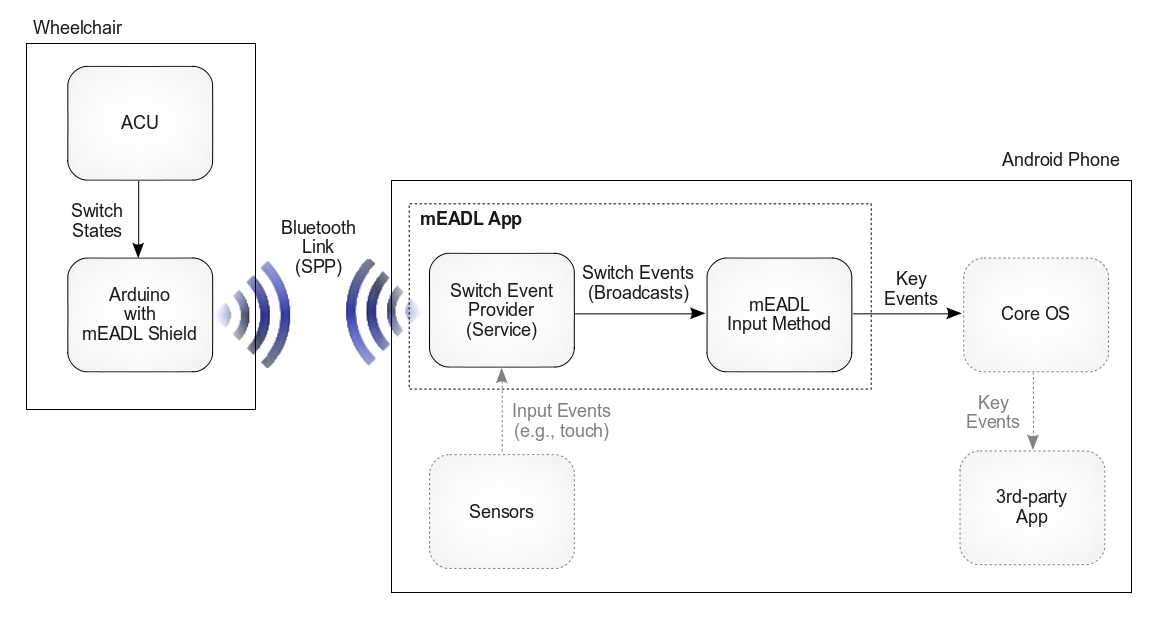 Wheelchair
ACU
Switch
States
Arduino
with
mEADL Shield
Bluetooth
Link
(SPP)
Android Phone
mEADL App
Switch Event
Provider
(Service)
Switch Events
(Broadcasts)
mEADL
Input Method
Key
Events
Core OS
Input Events
(e.g., touch)
Key
Events
Sensors
3rd-party
App